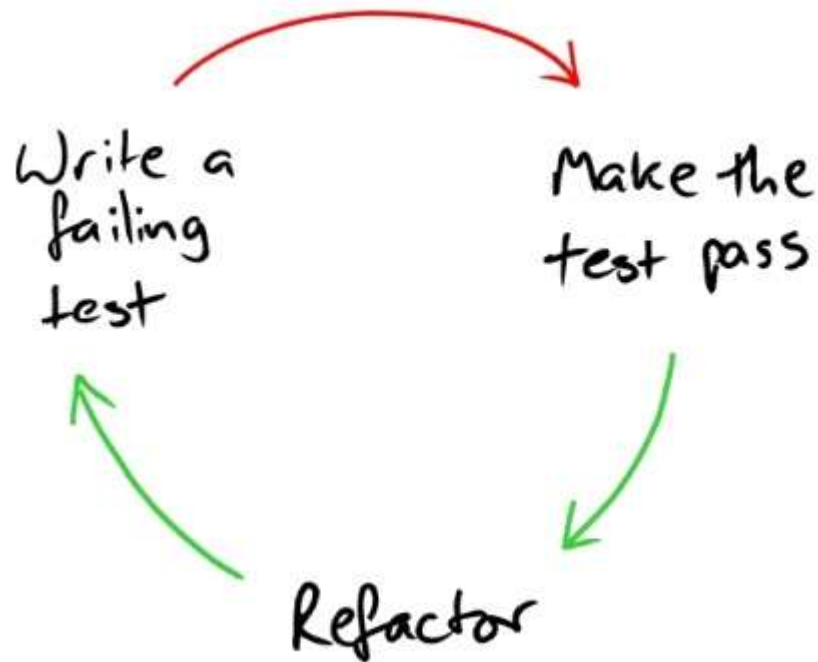 Write a
failing
test
Make the
test pass
Refactor